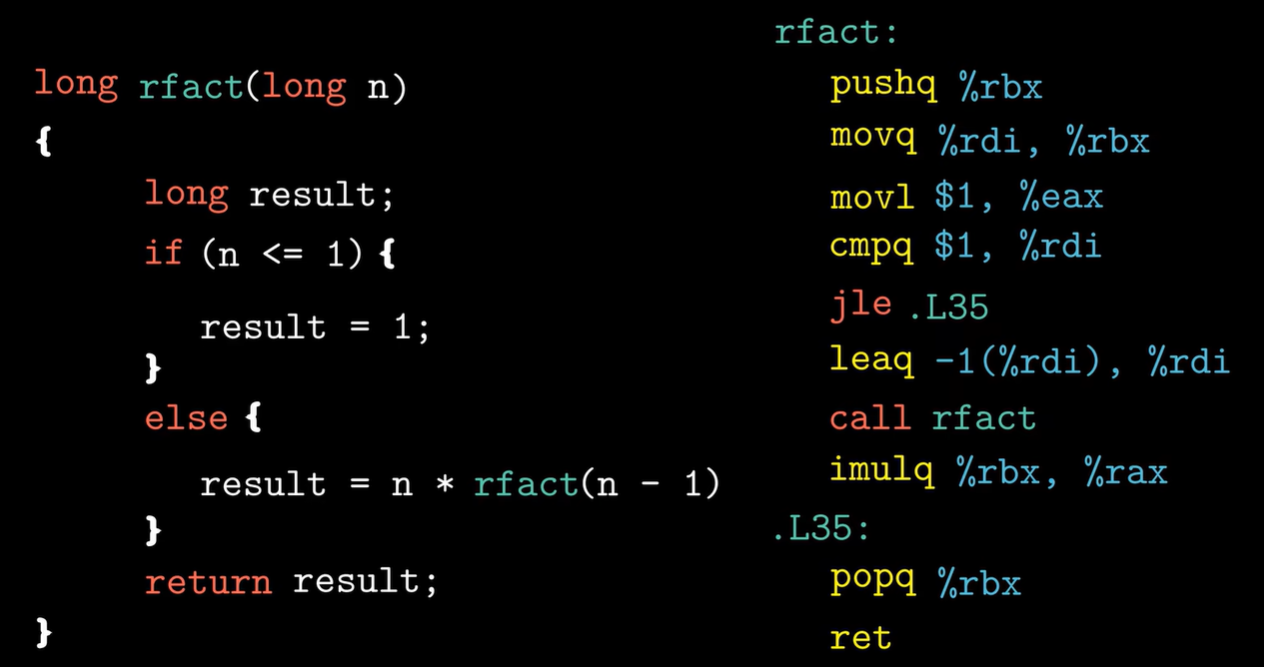 long rfact(long n)
{
long result;
if (n <= 1) {
result = 1;
}
else {
result = n * rfact(n - 1)
}
return result;
}
rfact:
pushq %rbx
movq %rdi, %rbx
movl $1, %eax
cmpq $1, %rdi
jle .L35
leaq -1(%rdi), %rdi
call rfact
imulq %rbx, %rax
.L35:
popq %rbx
ret